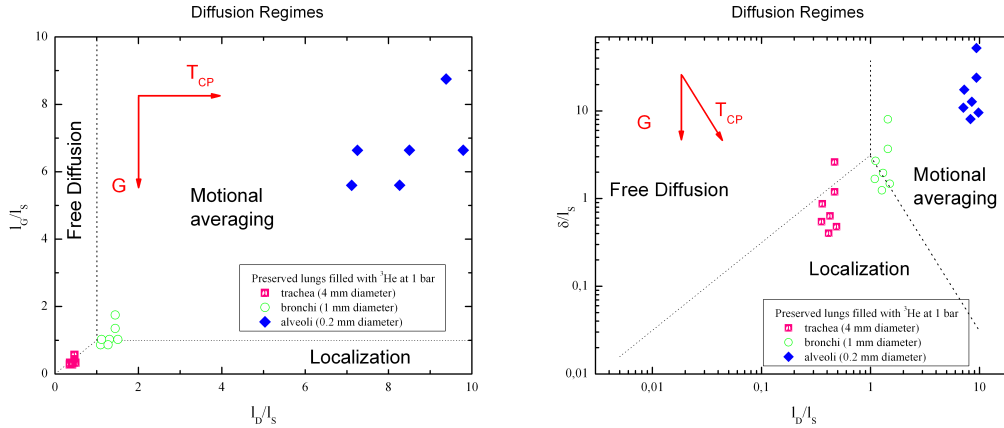 Diffusion Regimes
10
8
6
4
2
0
l_G/l_S
Free Diffusion
T_CP
G
Motional
averaging
Preserved lungs filled with ³He at 1 bar
trachea (4 mm diameter)
bronchi (1 mm diameter)
alveoli (0.2 mm diameter)
Localization
0 2 4 6 8 10
l_D/l_S
Diffusion Regimes
10
1
0,1
0,01
δ/l_S
G
T_CP
Free Diffusion
Motional
averaging
Localization
Preserved lungs filled with ³He at 1 bar
trachea (4 mm diameter)
bronchi (1 mm diameter)
alveoli (0.2 mm diameter)
0,01 0,1 1 10
l_D/l_S